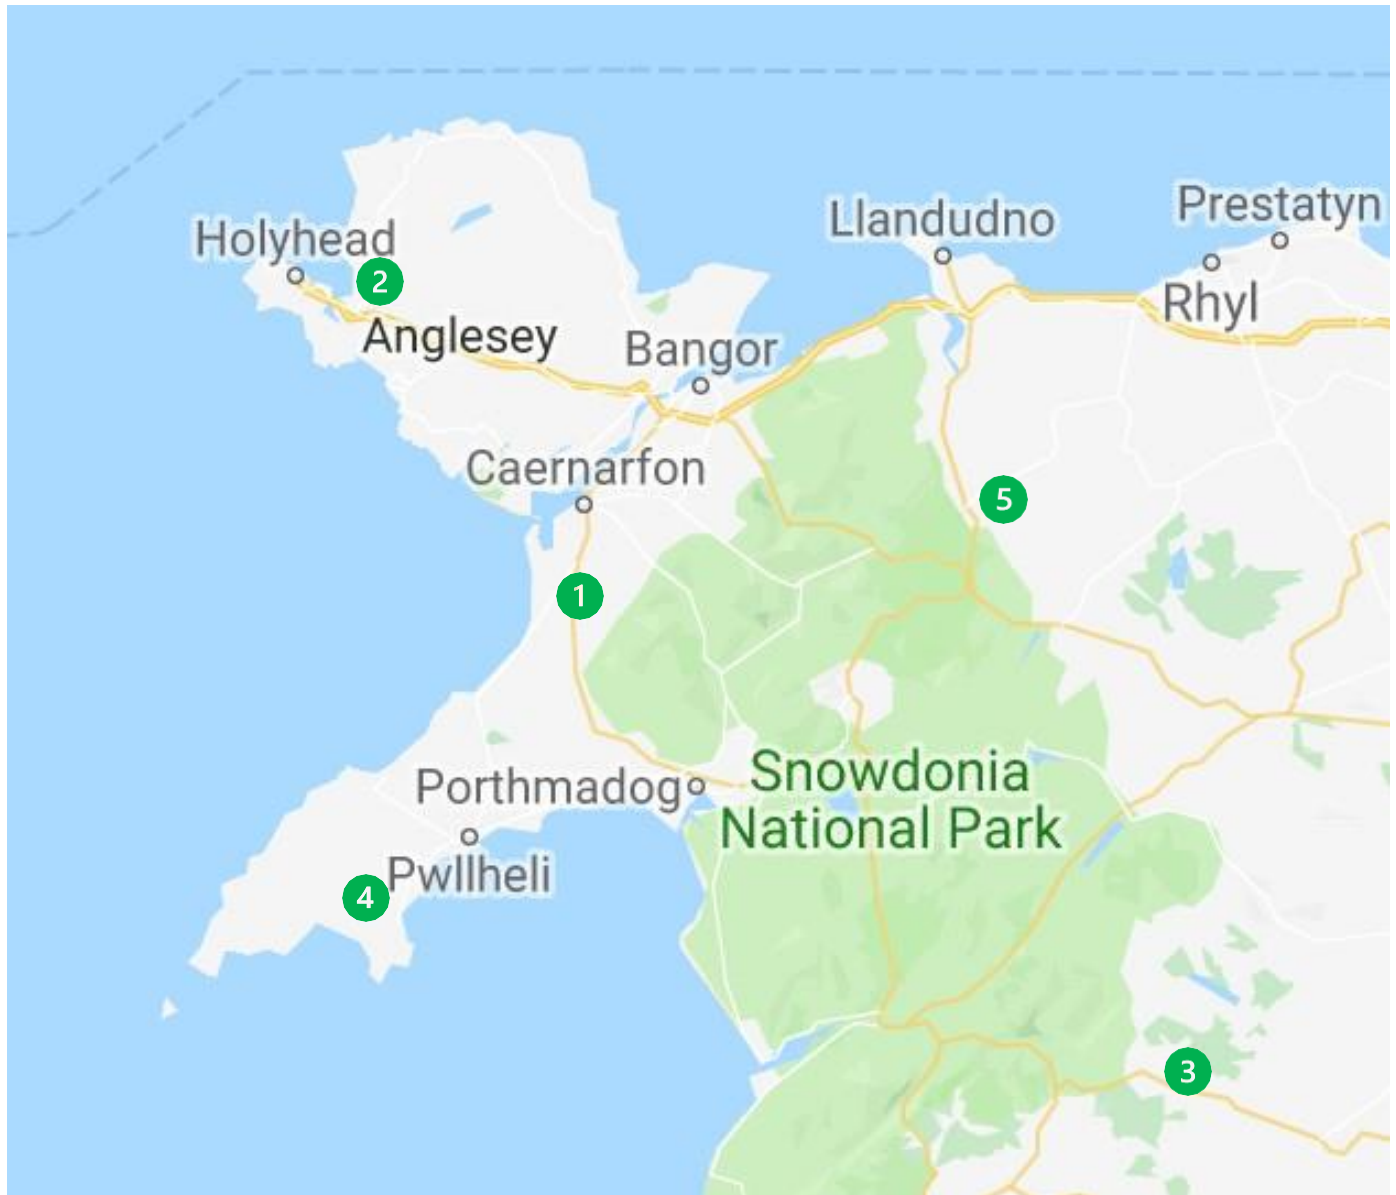 Prestatyn
Llandudno
Holyhead
2
Rhyl
Anglesey
Bangor
Caernarfon
5
1
Snowdonia
National Park
Porthmadog
Pwllheli
4
3